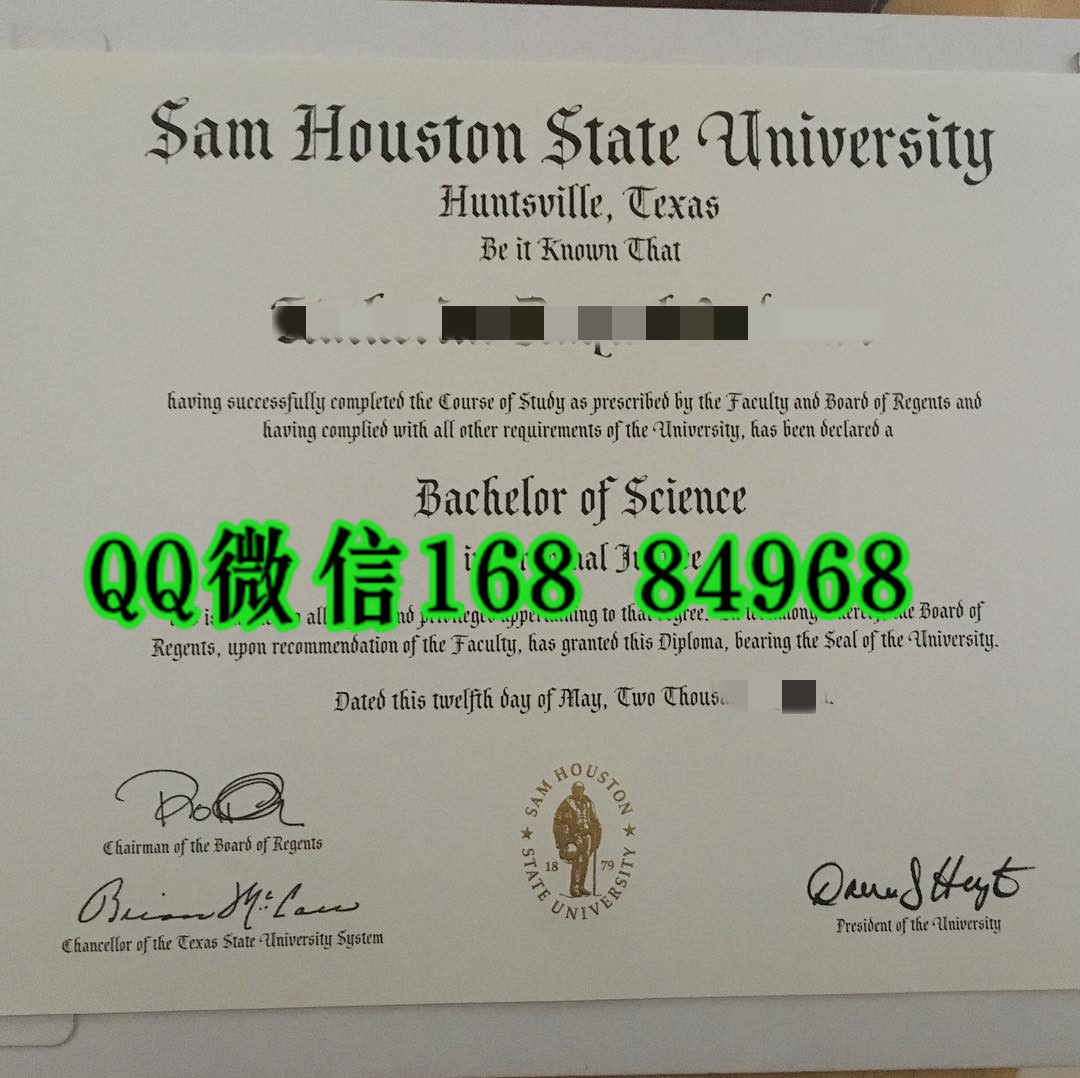 Sam Houston State University
Huntsville, Texas
Be it Known That
having successfully completed the Course of Study as prescribed by the Faculty and Board of Regents and
having complied with all other requirements of the University, has been declared a
Bachelor of Science
QQ微信168 84968
to that Board of
Regents, upon recommendation of the Faculty, has granted this Diploma, bearing the Seal of the University.
Dated this twelfth day of May, Two
Chairman of the Board of Regents
Chancellor of the Texas State University System
SAM HOUSTON
18 79
STATE UNIVERSITY
President of the University